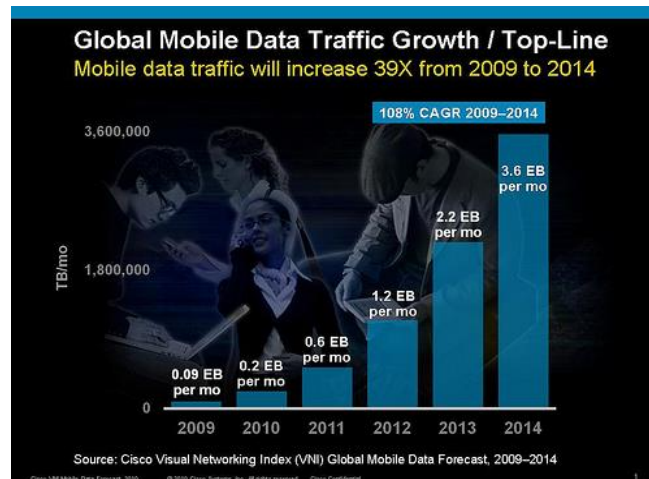 Global Mobile Data Traffic Growth / Top-Line
Mobile data traffic will increase 39X from 2009 to 2014
108% CAGR 2009–2014
3,600,000
1,800,000
0
TB/mo
0.09 EB
per mo
0.2 EB
per mo
0.6 EB
per mo
1.2 EB
per mo
2.2 EB
per mo
3.6 EB
per mo
2009 2010 2011 2012 2013 2014
Source: Cisco Visual Networking Index (VNI) Global Mobile Data Forecast, 2009–2014